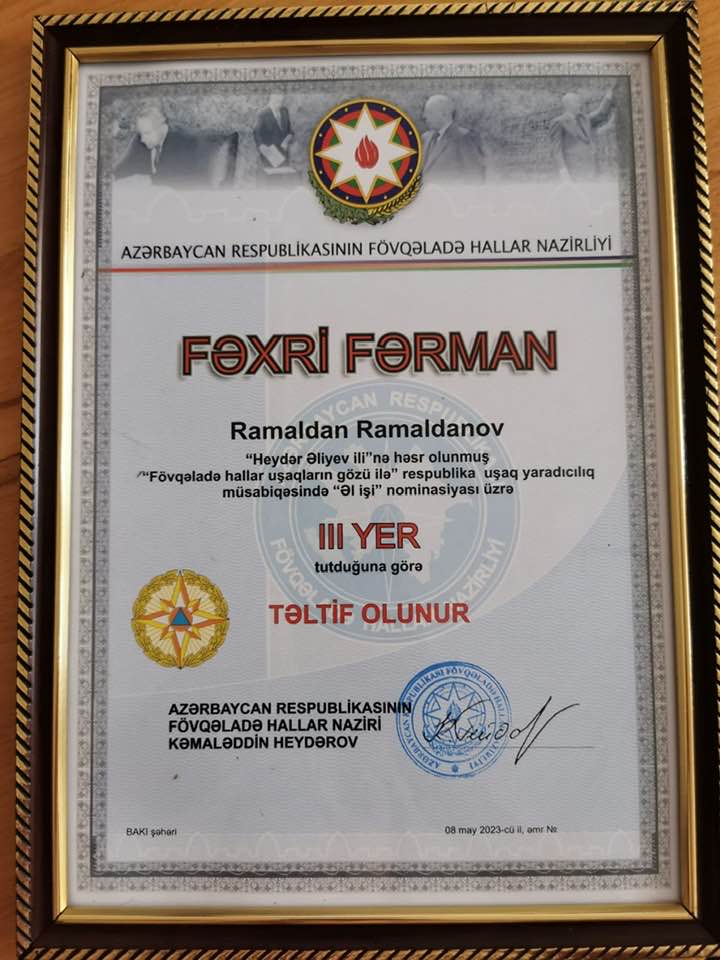 AZƏRBAYCAN RESPUBLİKASININ FÖVQƏLADƏ HALLAR NAZİRLİYİ
FƏXRİ FƏRMAN
Ramaldan Ramaldanov
“Heydər Əliyev ili”nə həsr olunmuş
“Fövqəladə hallar uşaqların gözü ilə” respublika uşaq yaradıcılıq
müsabiqəsində “Əl işi” nominasiyası üzrə
III YER
tutduğuna görə
TƏLTİF OLUNUR
AZƏRBAYCAN RESPUBLİKASININ
FÖVQƏLADƏ HALLAR NAZİRİ
KƏMALƏDDİN HEYDƏROV
BAKI şəhəri
08 may 2023-cü il, əmr №